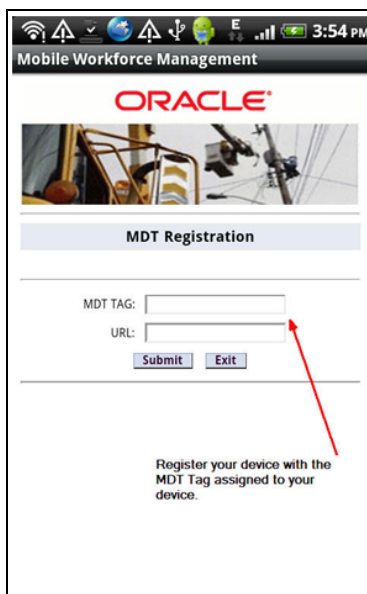 E
3:54 PM
Mobile Workforce Management
ORACLE®
MDT Registration
MDT TAG:
URL:
Submit Exit
Register your device with the
MDT Tag assigned to your
device.